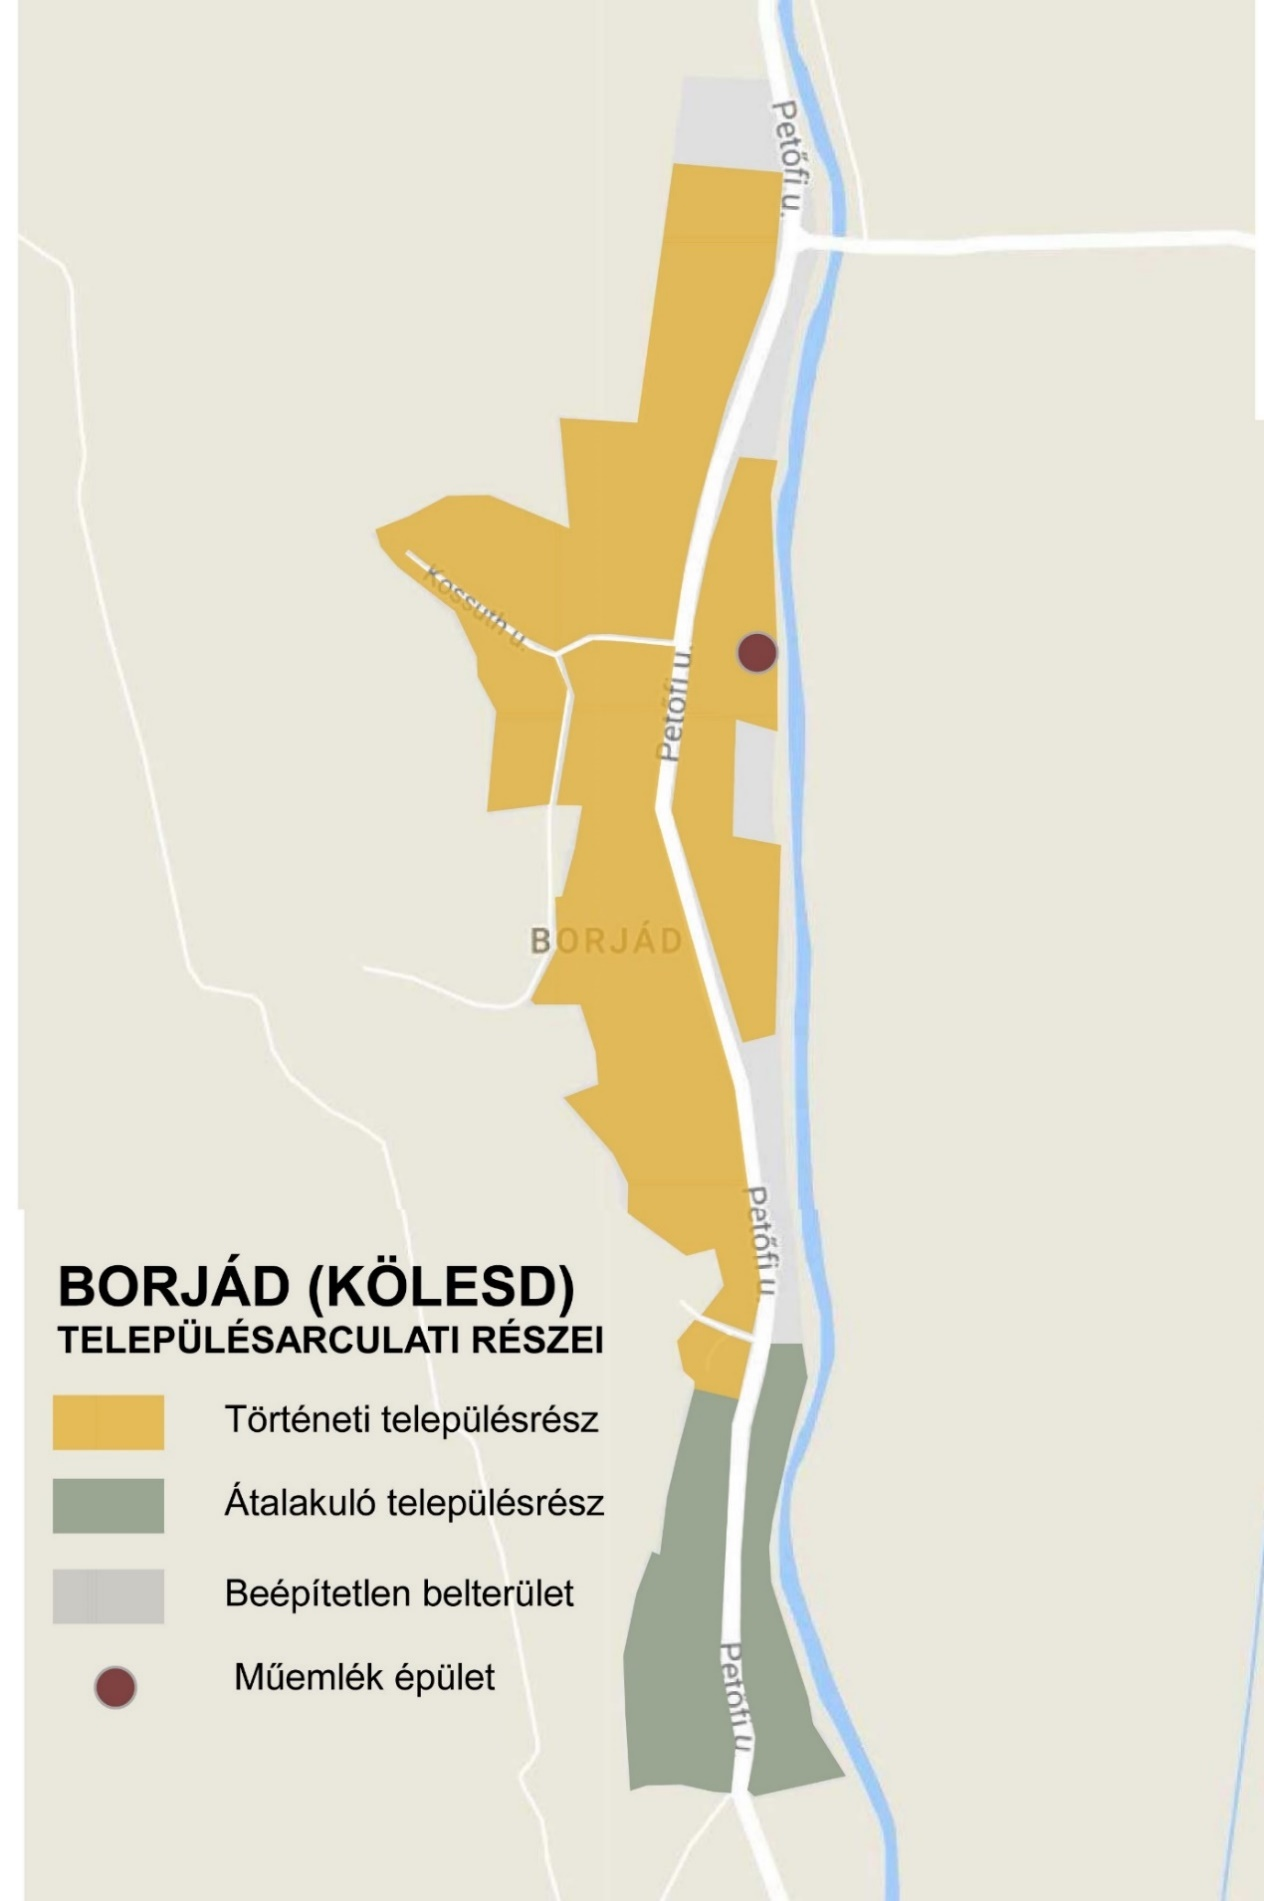 Petőfi u.
Kossuth u.
Petőfi u.
BORJÁD
Petőfi u.
BORJÁD (KÖLESD)
TELEPÜLÉSARCULATI RÉSZEI
Történeti településrész
Átalakuló településrész
Beépítetlen belterület
Műemlék épület
Petőfi u.